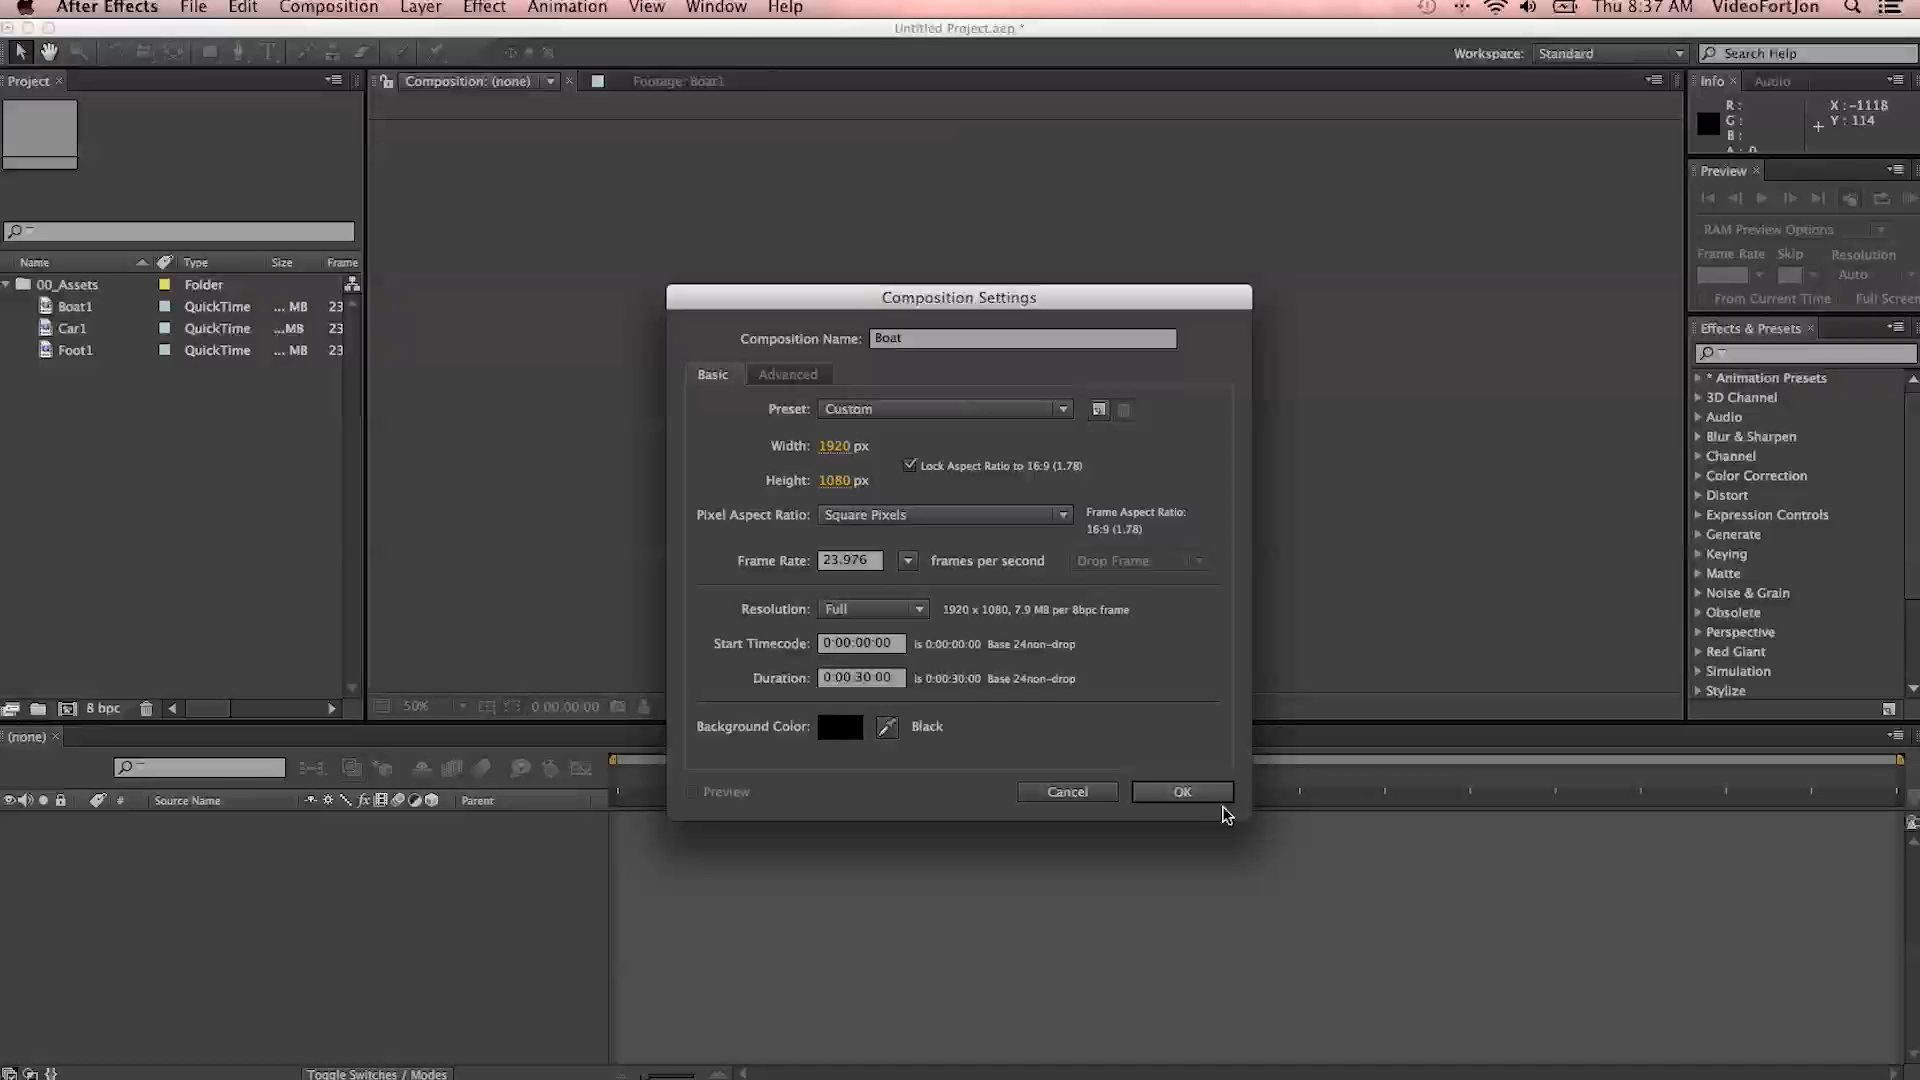 After Effects File Edit Composition Layer Effect Animation View Window Help Thu 8:37 AM VideoFortJon
Untitled Project.aep *
Workspace: Standard Search Help
Project Composition: (none) Footage: Boat1 Info Audio
R: X : -1118
G: Y : 114
B:
A: 0
Preview
RAM Preview Options
Frame Rate Skip Resolution
Auto
From Current Time Full Screen
Name Type Size Frame
00_Assets Folder
Boat1 QuickTime ... MB 23
Car1 QuickTime ...MB 23
Foot1 QuickTime ... MB 23
Composition Settings
Composition Name: Boat
Basic Advanced
Preset: Custom
Width: 1920 px
Lock Aspect Ratio to 16:9 (1.78)
Height: 1080 px
Pixel Aspect Ratio: Square Pixels Frame Aspect Ratio:
16:9 (1.78)
Frame Rate: 23.976 frames per second Drop Frame
Resolution: Full 1920 x 1080, 7.9 MB per 8bpc frame
Start Timecode: 0:00:00:00 is 0:00:00:00 Base 24non-drop
Duration: 0:00:30:00 is 0:00:30:00 Base 24non-drop
Background Color: Black
Preview Cancel OK
Effects & Presets
* Animation Presets
3D Channel
Audio
Blur & Sharpen
Channel
Color Correction
Distort
Expression Controls
Generate
Keying
Matte
Noise & Grain
Obsolete
Perspective
Red Giant
Simulation
Stylize
8 bpc 50% 0:00:00:00
(none)
# Source Name fx Parent
Toggle Switches / Modes